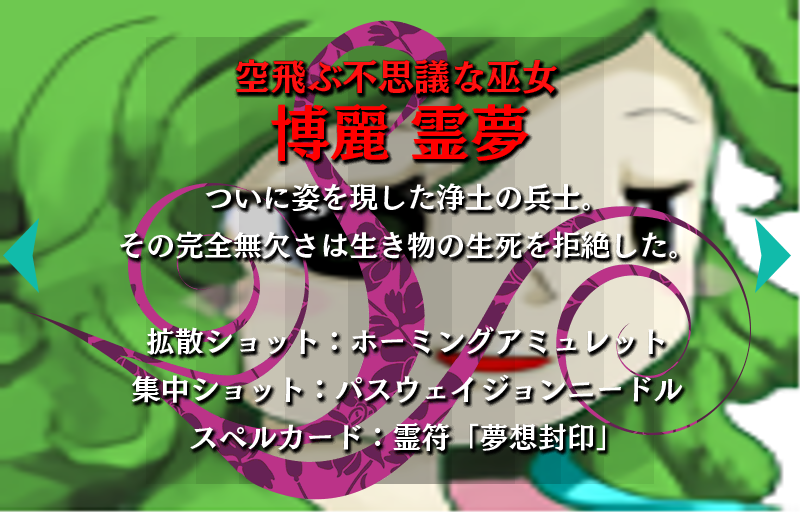 空飛ぶ不思議な巫女
博麗 霊夢
ついに姿を現した浄土の兵士。
その完全無欠さは生き物の生死を拒絶した。
拡散ショット：ホーミングアミュレット
集中ショット：パスウェイジョンニードル
スペルカード：霊符「夢想封印」